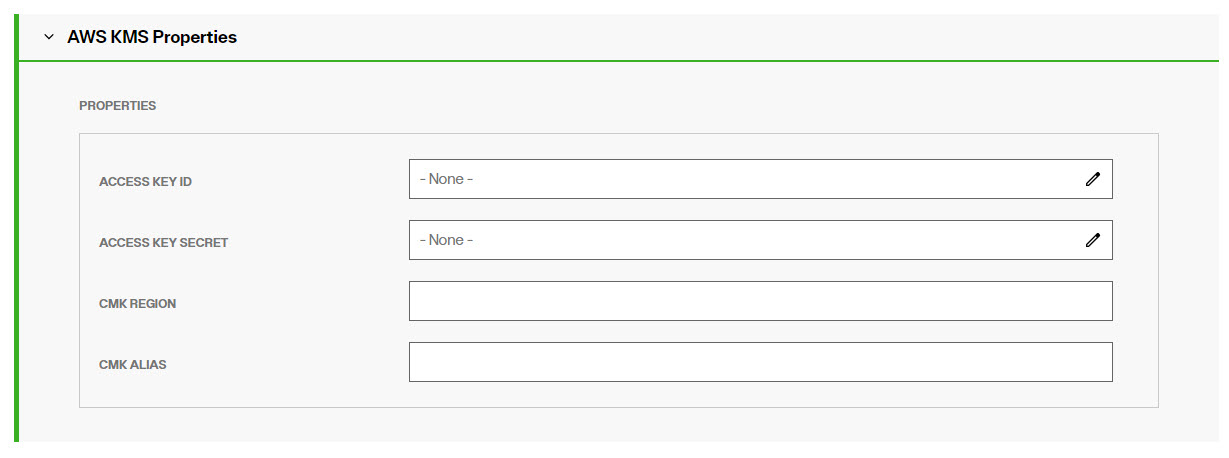 AWS KMS Properties
PROPERTIES
ACCESS KEY ID
- None -
ACCESS KEY SECRET
- None -
CMK REGION
CMK ALIAS